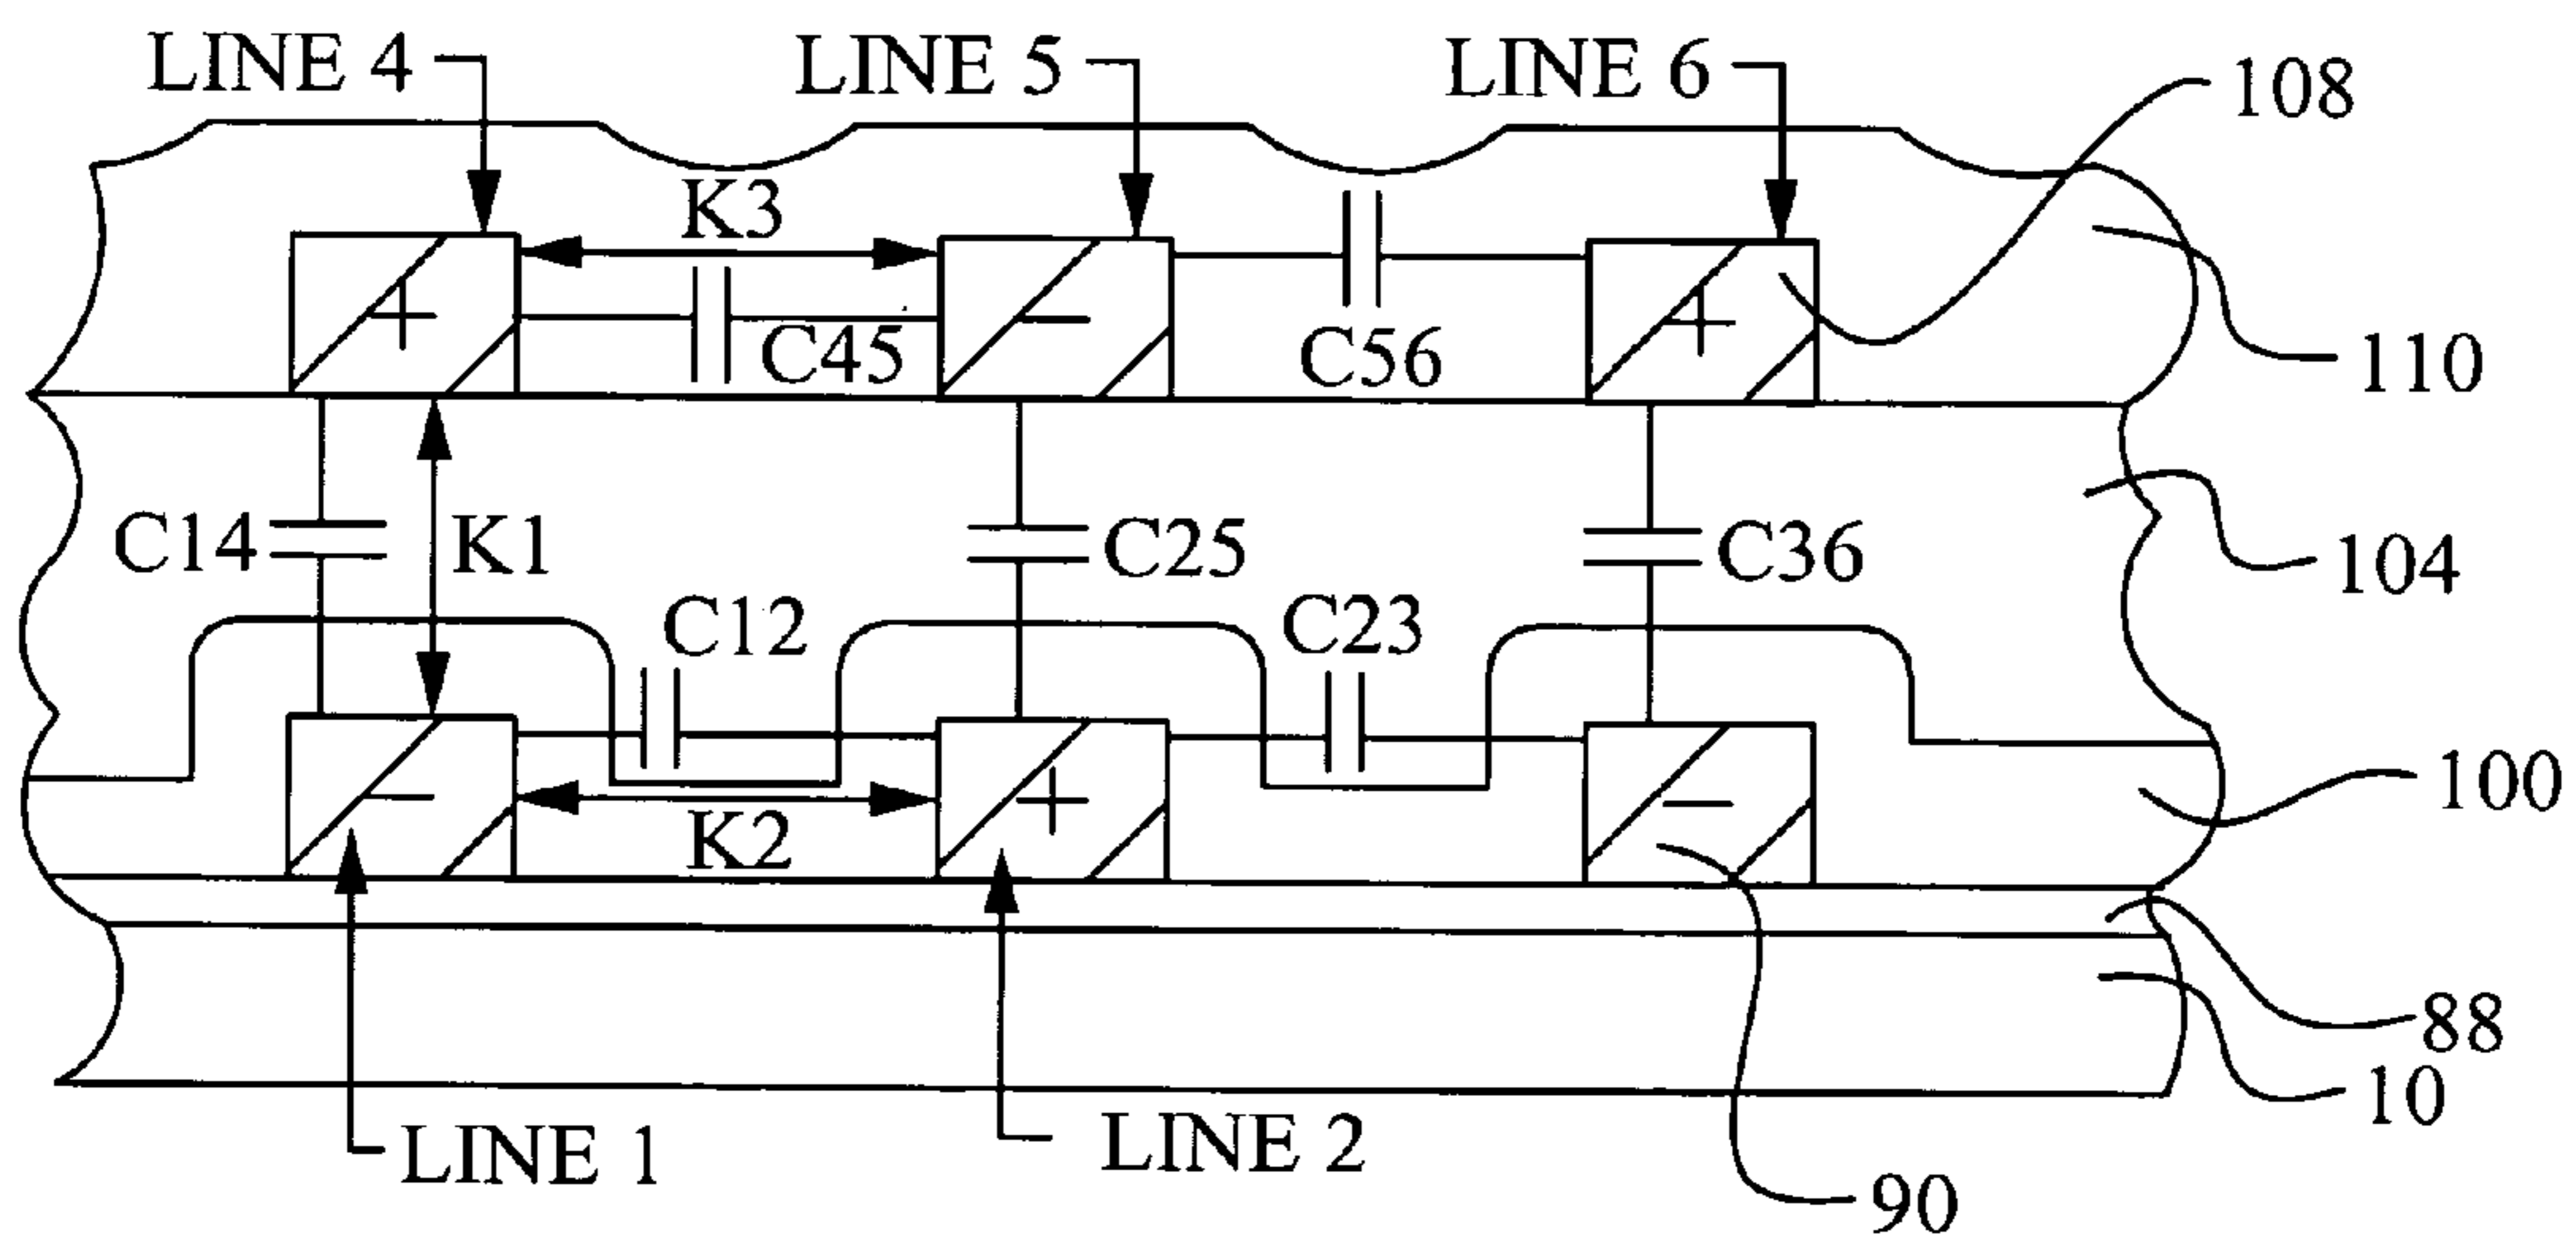 LINE 4 LINE 5 LINE 6 108
K3
+ − +
C45 C56 110
C14 K1 C25 C36 104
C12 C23
− + −
K2 100
88
10
LINE 1 LINE 2
90